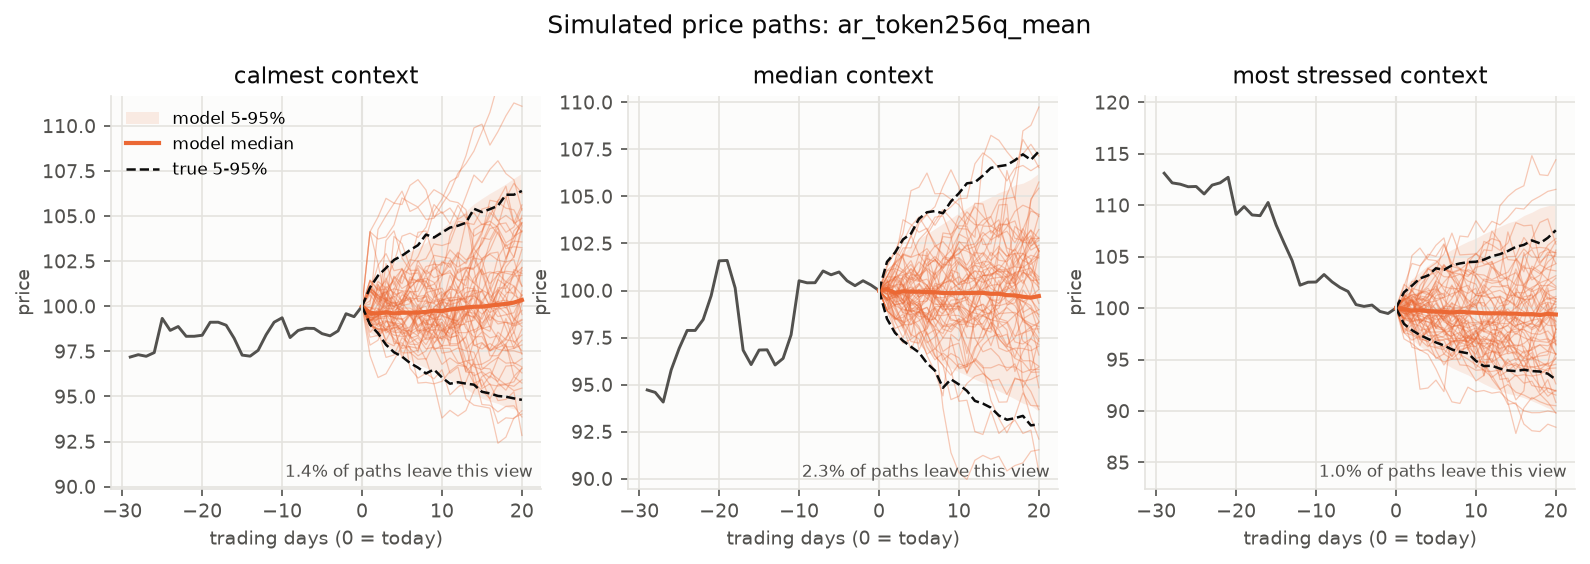 Simulated price paths: ar_token256q_mean
calmest context
price
110.0
107.5
105.0
102.5
100.0
97.5
95.0
92.5
90.0
model 5-95%
model median
true 5-95%
1.4% of paths leave this view
−30
−20
−10
0
10
20
trading days (0 = today)
median context
price
110.0
107.5
105.0
102.5
100.0
97.5
95.0
92.5
90.0
2.3% of paths leave this view
−30
−20
−10
0
10
20
trading days (0 = today)
most stressed context
price
120
115
110
105
100
95
90
85
1.0% of paths leave this view
−30
−20
−10
0
10
20
trading days (0 = today)